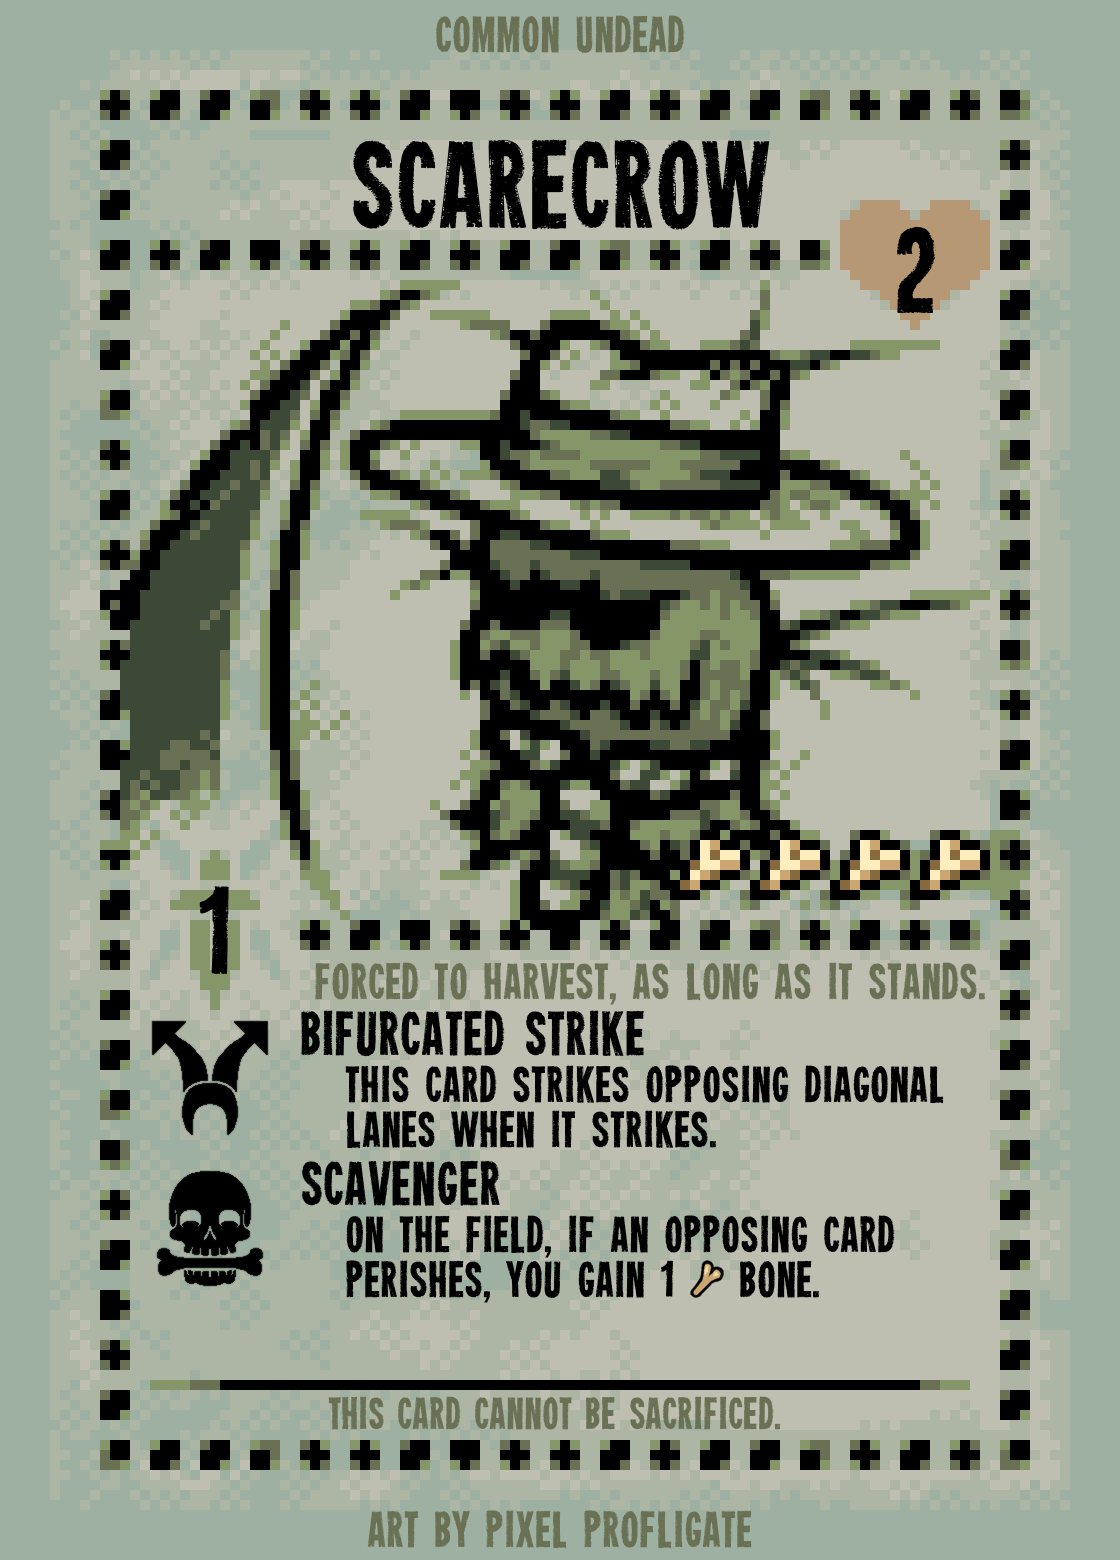 COMMON UNDEAD
SCARECROW
2
1
FORCED TO HARVEST, AS LONG AS IT STANDS.
BIFURCATED STRIKE
THIS CARD STRIKES OPPOSING DIAGONAL
LANES WHEN IT STRIKES.
SCAVENGER
ON THE FIELD, IF AN OPPOSING CARD
PERISHES, YOU GAIN 1 BONE.
THIS CARD CANNOT BE SACRIFICED.
ART BY PIXEL PROFLIGATE